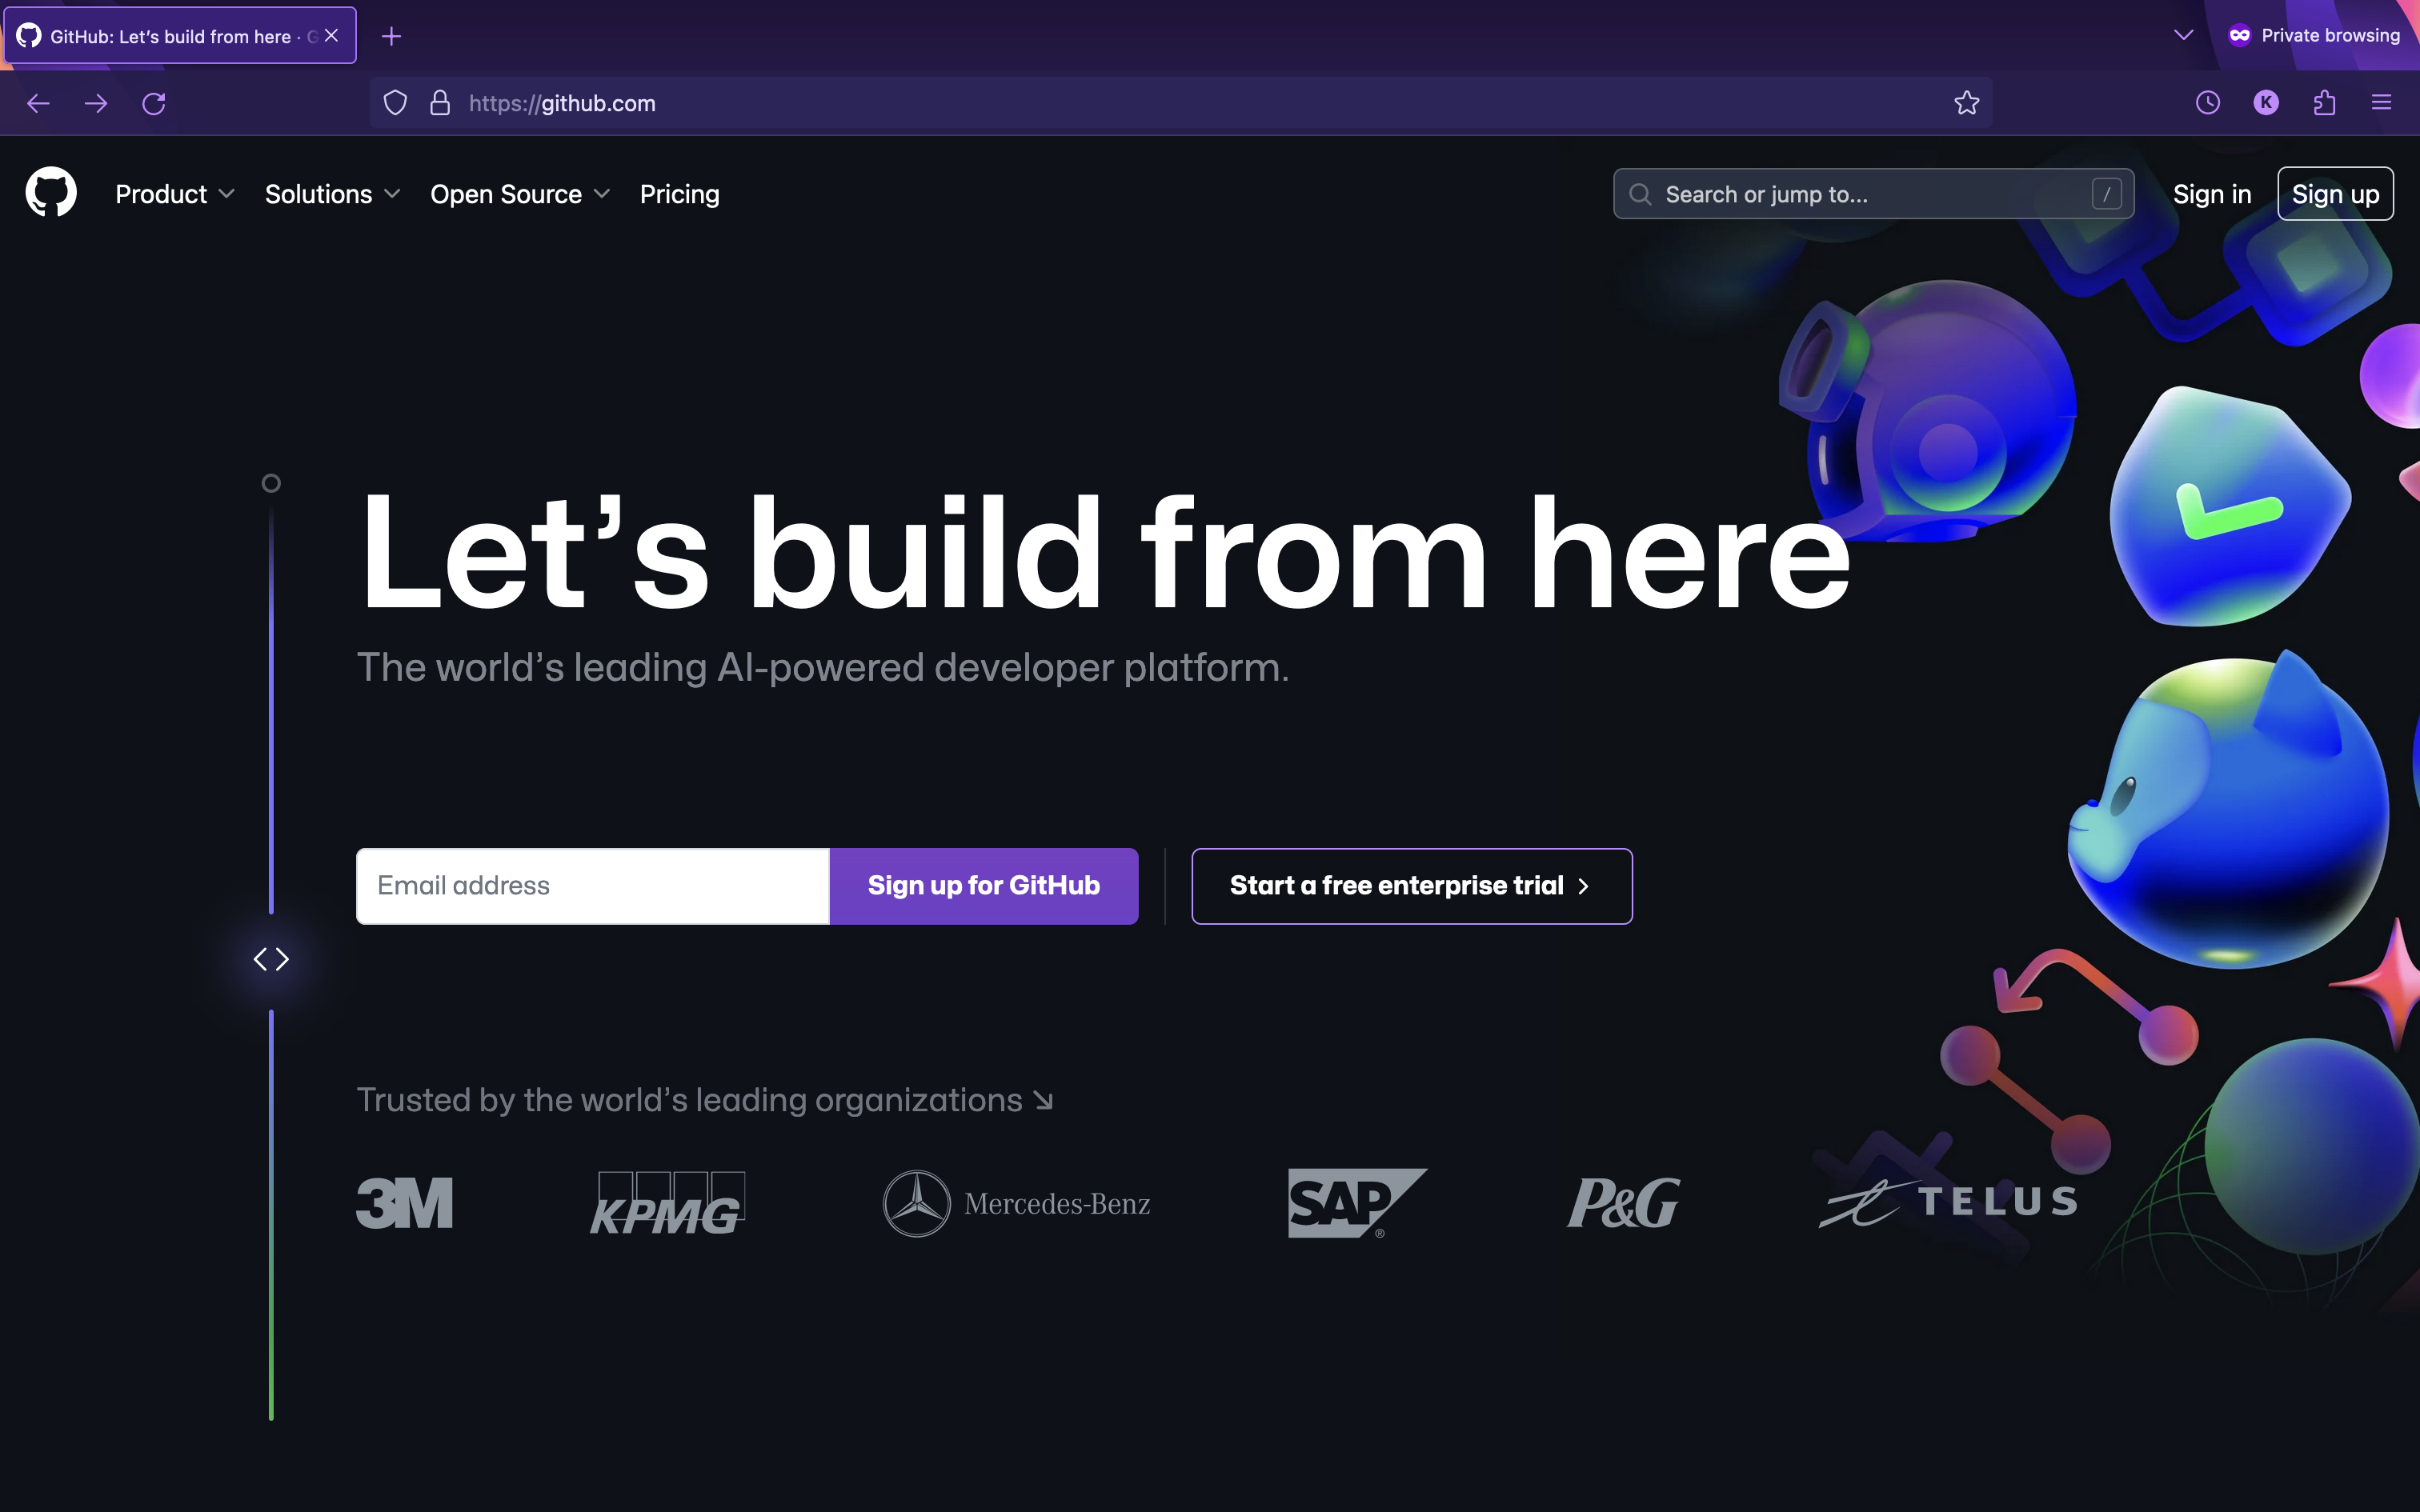 GitHub: Let’s build from here ·
Private browsing
https://github.com
K
Product
Solutions
Open Source
Pricing
Search or jump to...
/
Sign in
Sign up
Let’s build from here
The world’s leading AI-powered developer platform.
Email address
Sign up for GitHub
Start a free enterprise trial
Trusted by the world’s leading organizations
3M
KPMG
Mercedes-Benz
SAP
®
P&G
TELUS